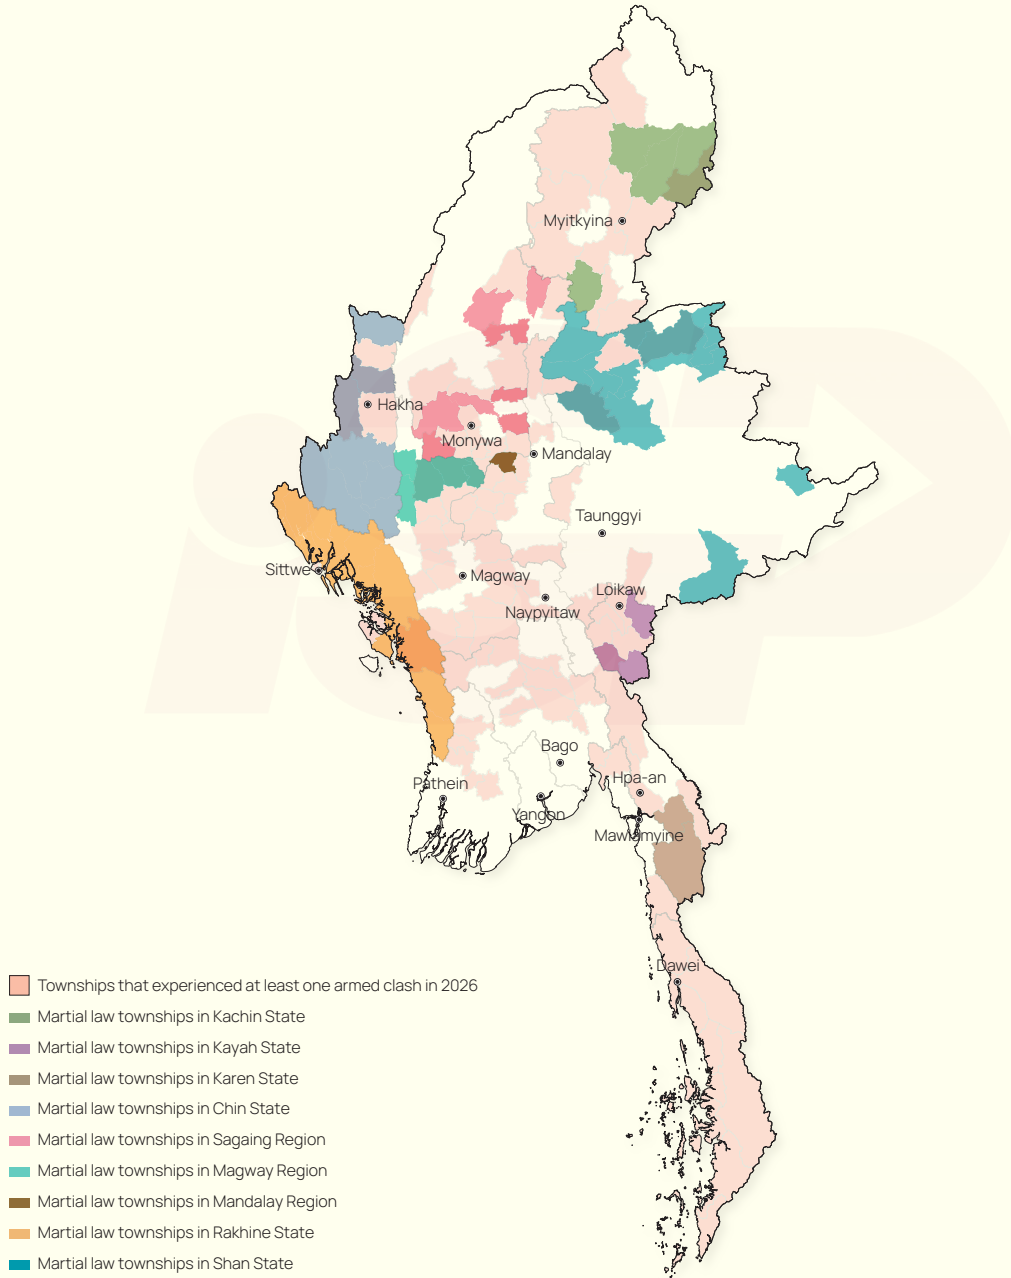 Myitkyina
Hakha
Monywa
Mandalay
Taunggyi
Sittwe
Magway
Loikaw
Naypyitaw
Bago
Hpa-an
Pathein
Yangon
Mawlamyine
Dawei
Townships that experienced at least one armed clash in 2026
Martial law townships in Kachin State
Martial law townships in Kayah State
Martial law townships in Karen State
Martial law townships in Chin State
Martial law townships in Sagaing Region
Martial law townships in Magway Region
Martial law townships in Mandalay Region
Martial law townships in Rakhine State
Martial law townships in Shan State